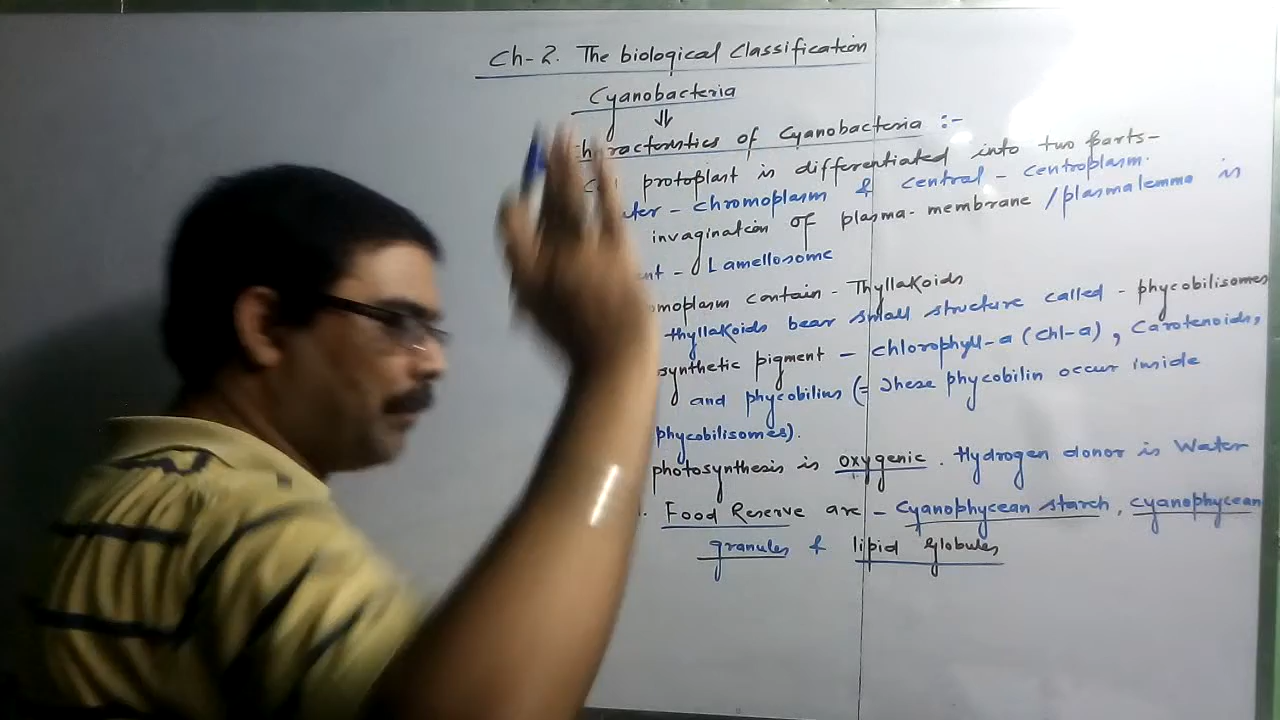 Ch-2. The biological Classification
Cyanobacteria
⇓
racteristics of Cyanobacteria :-
protoplast is differentiated into two parts-
- chromoplasm & central - centroplasm.
invagination of plasma-membrane / plasmalemma is
- Lamellosome
contain - Thyllakoids
thyllakoids bear small structure called - phycobilisomes
synthetic pigment - chlorophyll-a (chl-a), Carotenoids,
and phycobilins (= These phycobilin occur inside
phycobilisomes).
photosynthesis is oxygenic. Hydrogen donor is Water
Food Reserve are - Cyanophycean starch, cyanophycean
granules & lipid globules